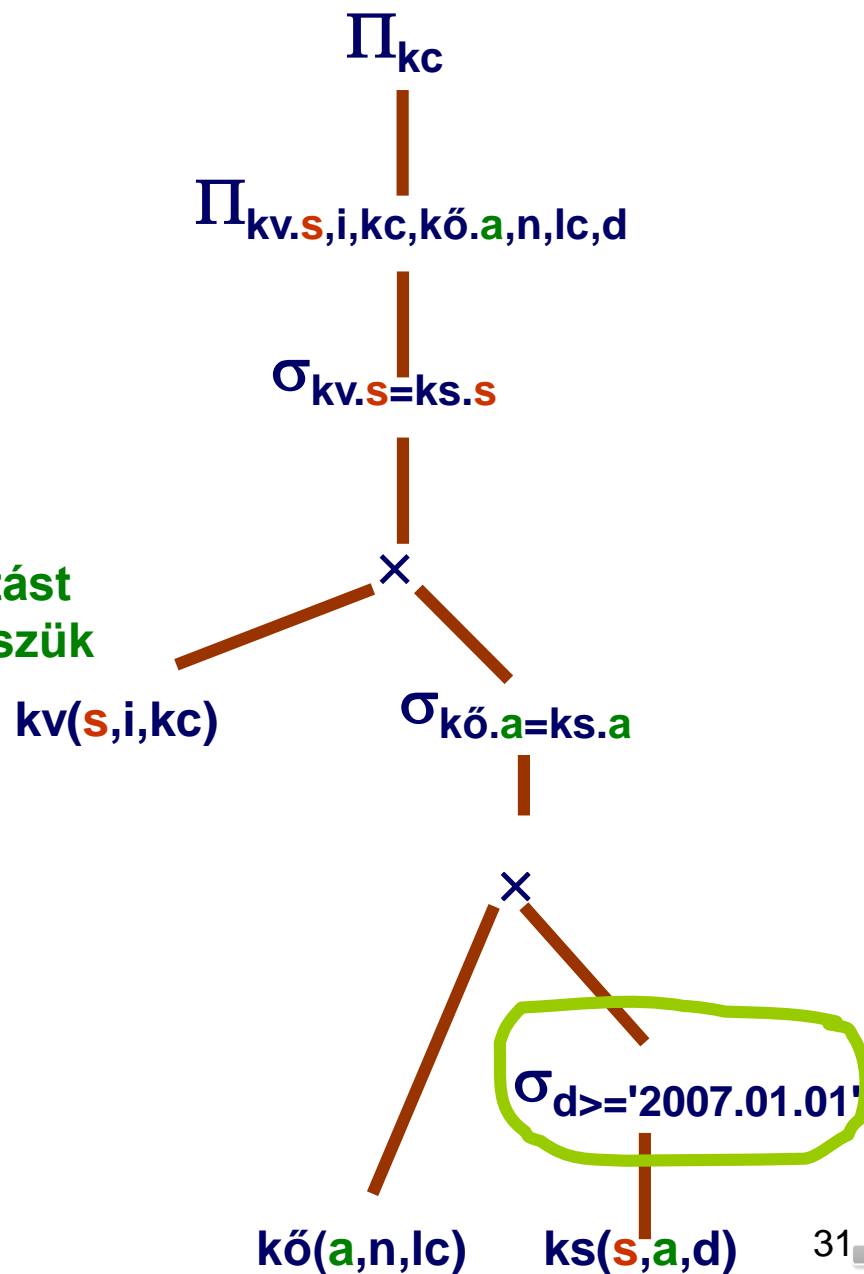 Πkc
Πkv.s,i,kc,kő.a,n,lc,d
σkv.s=ks.s
×
szük
kv(s,i,kc) σkő.a=ks.a
×
σd>='2007.01.01'
kő(a,n,lc) ks(s,a,d) 31